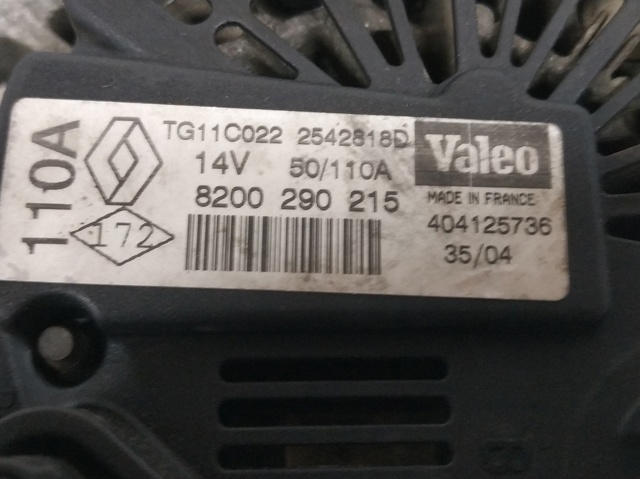 110A
TG11C022 2542818D
14V 50/110A
8200 290 215
172
Valeo
MADE IN FRANCE
404125736
35/04